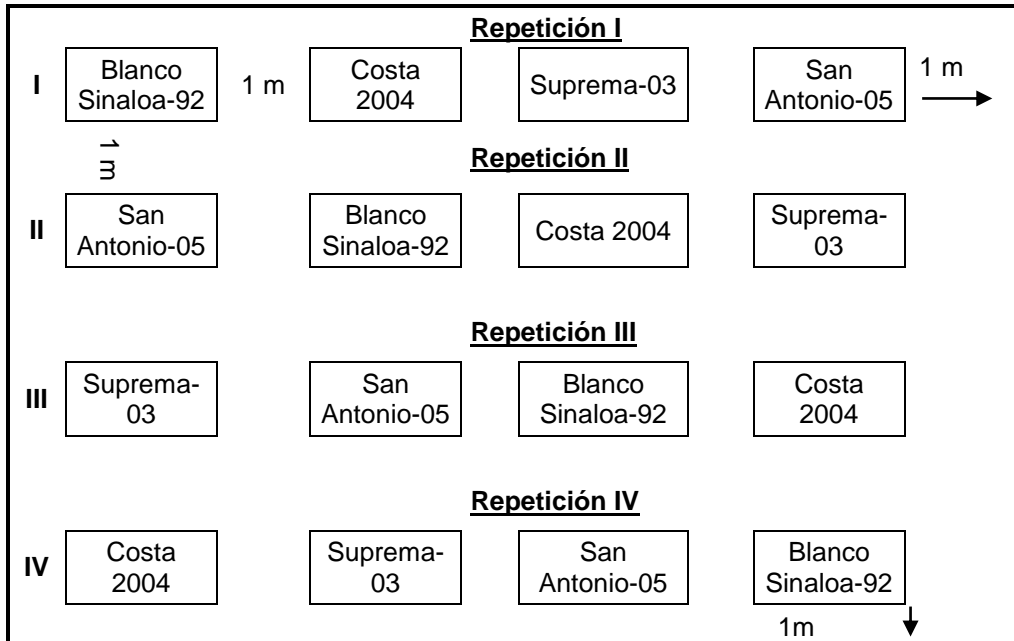 Repetición I
I
Blanco
Sinaloa-92
1 m
Costa
2004
Suprema-03
San
Antonio-05
1 m
1 m
Repetición II
II
San
Antonio-05
Blanco
Sinaloa-92
Costa 2004
Suprema-
03
Repetición III
III
Suprema-
03
San
Antonio-05
Blanco
Sinaloa-92
Costa
2004
Repetición IV
IV
Costa
2004
Suprema-
03
San
Antonio-05
Blanco
Sinaloa-92
1m